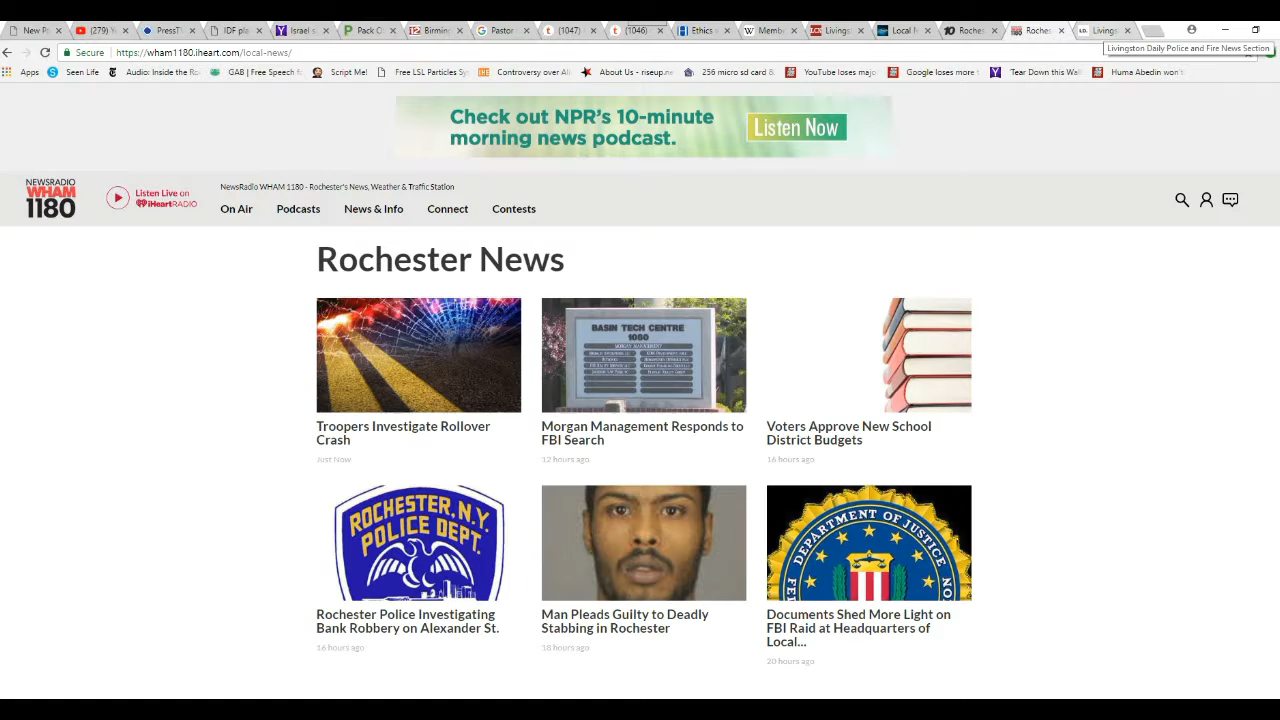 New P
(279) Y
PressT
IDF pla
Israel s
Pack C
Birming
Pastor
(1047)
(1046)
Ethics
Memb
Livings
Local N
Roches
Roches
Livings
Secure
https://wham1180.iheart.com/local-news/
Livingston Daily Police and Fire News Section
Apps
Seen Life
Audio: Inside the Ro
GAB | Free Speech f
Script Me!
Free LSL Particles Sy
Controversy over Al
About Us - riseup.ne
256 micro sd card &
YouTube loses majo
Google loses more t
'Tear Down this Wal
Huma Abedin won't
Check out NPR's 10-minute
morning news podcast.
Listen Now
NEWSRADIO
WHAM
1180
Listen Live on
iHeartRADIO
NewsRadio WHAM 1180 - Rochester's News, Weather & Traffic Station
On Air
Podcasts
News & Info
Connect
Contests
Rochester News
BASIN TECH CENTRE
1080
MORGAN MANAGEMENT
Troopers Investigate Rollover
Crash
Just Now
Morgan Management Responds to
FBI Search
12 hours ago
Voters Approve New School
District Budgets
16 hours ago
ROCHESTER, N.Y.
POLICE DEPT.
DEPARTMENT OF JUSTICE
Rochester Police Investigating
Bank Robbery on Alexander St.
16 hours ago
Man Pleads Guilty to Deadly
Stabbing in Rochester
18 hours ago
Documents Shed More Light on
FBI Raid at Headquarters of
Local...
20 hours ago